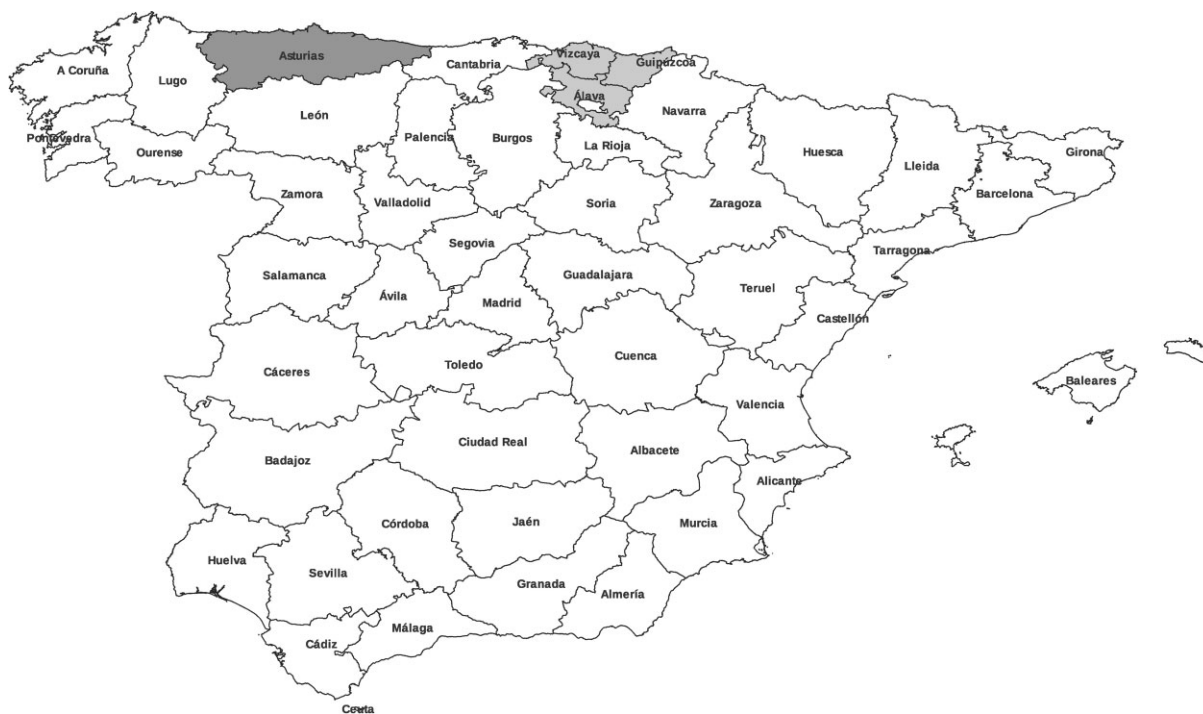 Asturias
Vizcaya
Guipúzcoa
Cantabria
A Coruña
Lugo
Álava
Navarra
León
Palencia
Burgos
La Rioja
Pontevedra
Ourense
Huesca
Lleida
Girona
Barcelona
Zamora
Valladolid
Soria
Zaragoza
Segovia
Tarragona
Salamanca
Ávila
Madrid
Guadalajara
Teruel
Castellón
Cuenca
Toledo
Cáceres
Baleares
Valencia
Ciudad Real
Albacete
Badajoz
Alicante
Córdoba
Jaén
Murcia
Huelva
Sevilla
Granada
Almería
Málaga
Cádiz
Ceuta